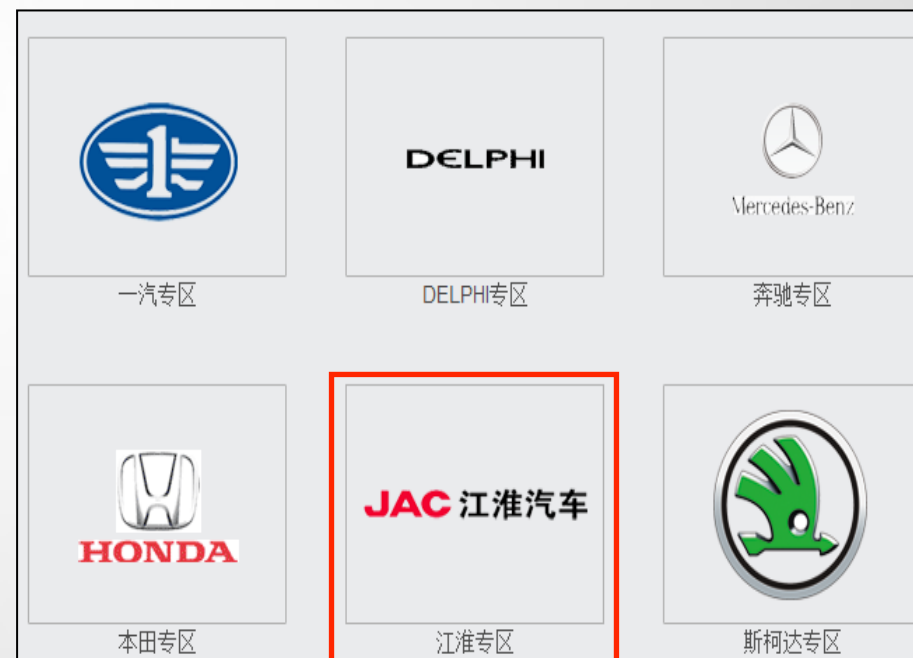 DELPHI
Mercedes-Benz
一汽专区
DELPHI专区
奔驰专区
HONDA
JAC 江淮汽车
本田专区
江淮专区
斯柯达专区